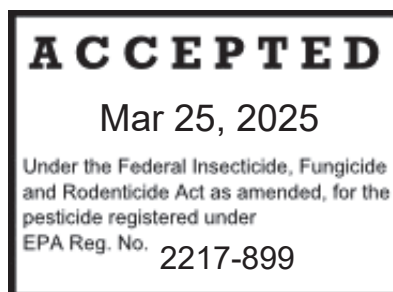 ACCEPTED
Mar 25, 2025
Under the Federal Insecticide, Fungicide
and Rodenticide Act as amended, for the
pesticide registered under
EPA Reg. No. 2217-899